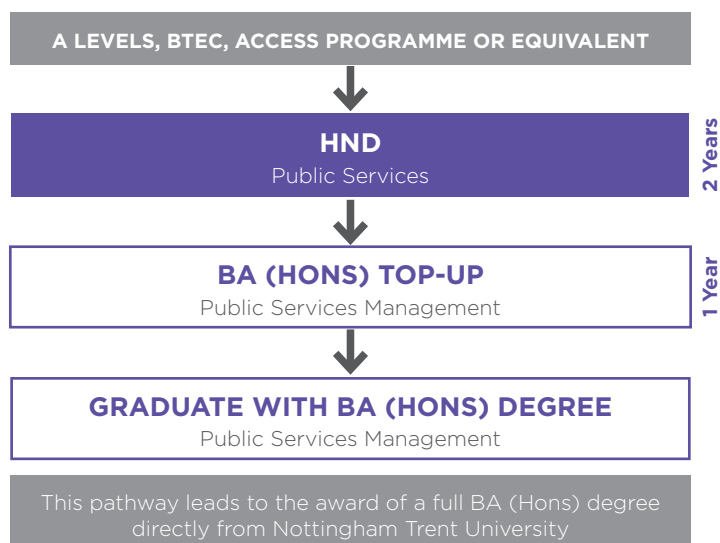 A LEVELS, BTEC, ACCESS PROGRAMME OR EQUIVALENT
HND
Public Services
2 Years
BA (HONS) TOP-UP
Public Services Management
1 Year
GRADUATE WITH BA (HONS) DEGREE
Public Services Management
This pathway leads to the award of a full BA (Hons) degree
directly from Nottingham Trent University